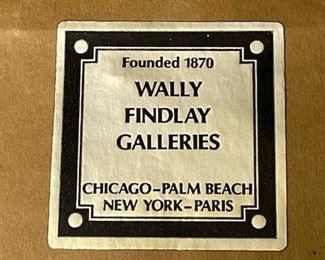 Founded 1870
WALLY
FINDLAY
GALLERIES
CHICAGO–PALM BEACH
NEW YORK–PARIS